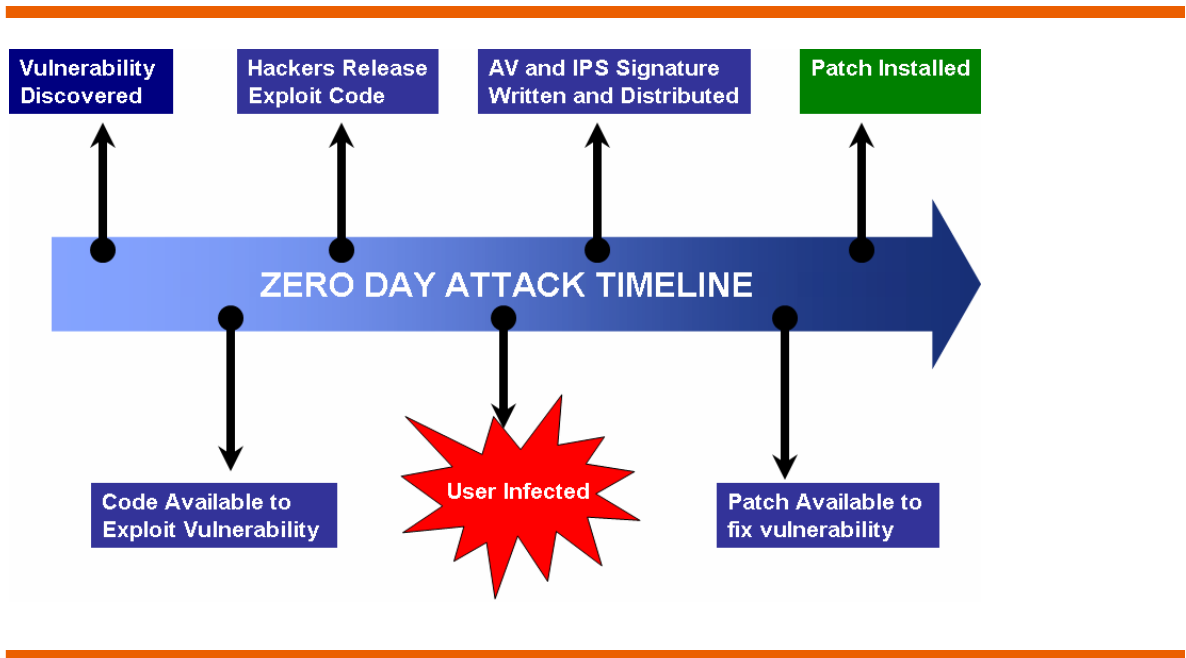 Vulnerability
Discovered
Hackers Release
Exploit Code
AV and IPS Signature
Written and Distributed
Patch Installed
ZERO DAY ATTACK TIMELINE
Code Available to
Exploit Vulnerability
User Infected
Patch Available to
fix vulnerability